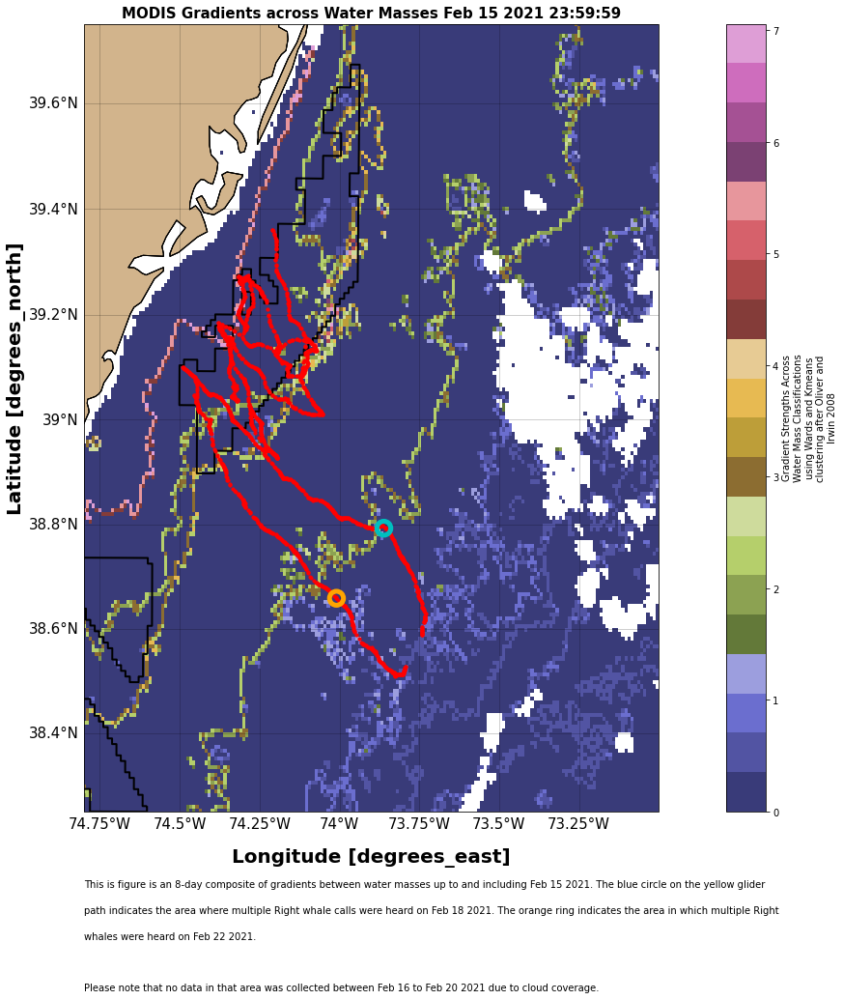 MODIS Gradients across Water Masses Feb 15 2021 23:59:59
39.6°N
39.4°N
39.2°N
39°N
38.8°N
38.6°N
38.4°N
Latitude [degrees_north]
74.75°W 74.5°W 74.25°W 74°W 73.75°W 73.5°W 73.25°W
Longitude [degrees_east]
7
6
5
4
3
2
1
0
Gradient Strengths Across
Water Mass Classifications
using Wards and Kmeans
clustering after Oliver and
Irwin 2008
This is figure is an 8-day composite of gradients between water masses up to and including Feb 15 2021. The blue circle on the yellow glider
path indicates the area where multiple Right whale calls were heard on Feb 18 2021. The orange ring indicates the area in which multiple Right
whales were heard on Feb 22 2021.
Please note that no data in that area was collected between Feb 16 to Feb 20 2021 due to cloud coverage.